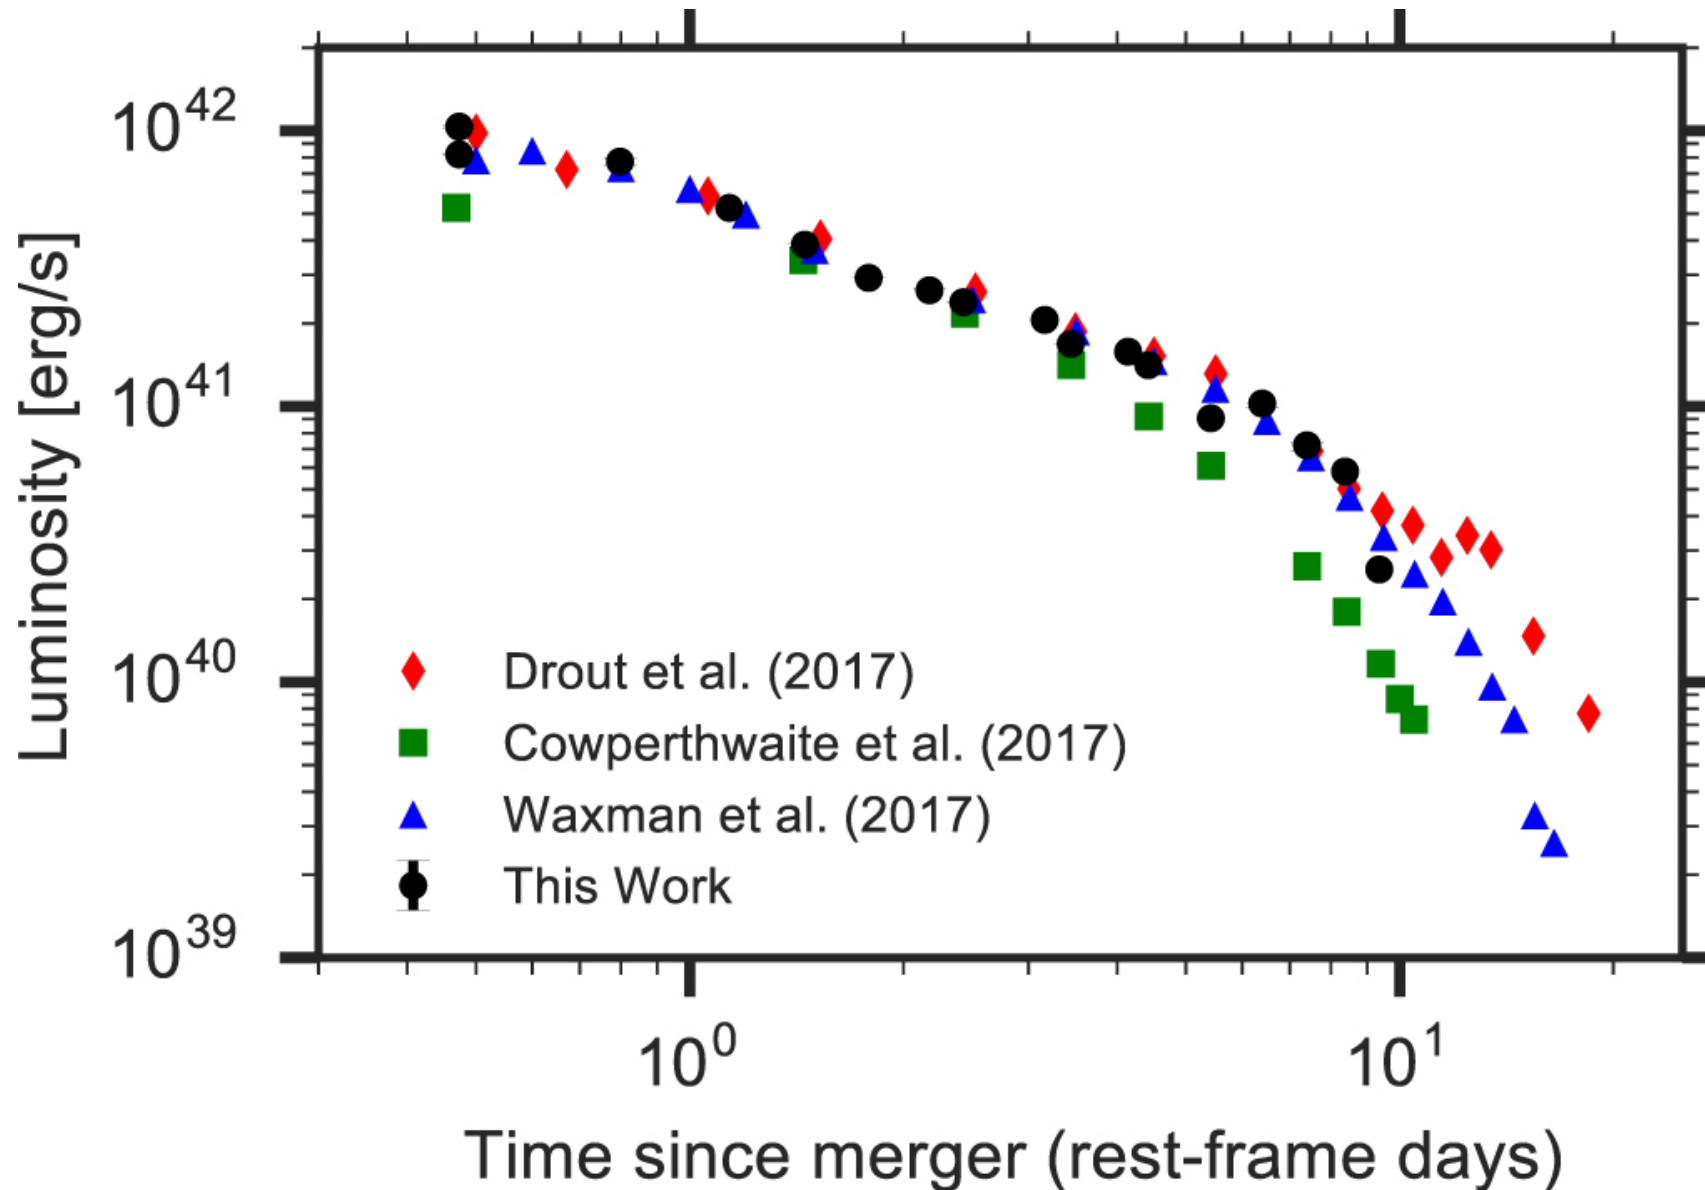 10^42
10^41
10^40
10^39
Luminosity [erg/s]
Drout et al. (2017)
Cowperthwaite et al. (2017)
Waxman et al. (2017)
This Work
10^0
10^1
Time since merger (rest-frame days)